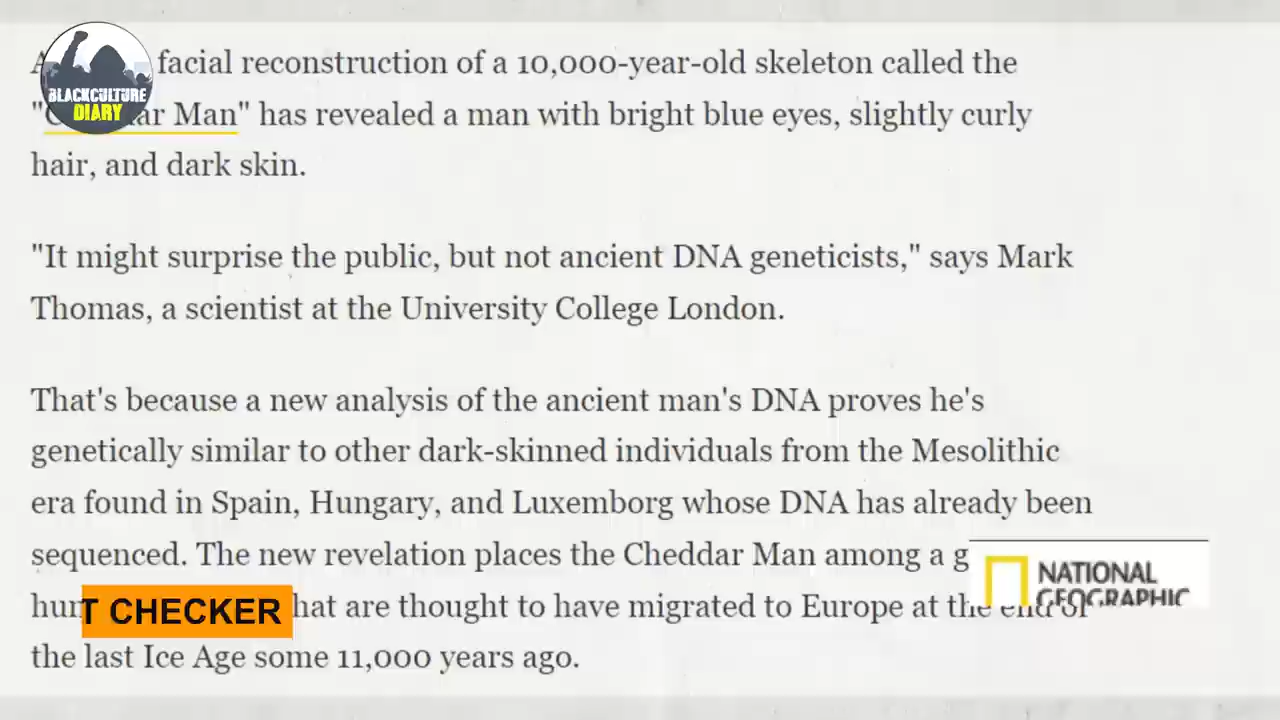 facial reconstruction of a 10,000-year-old skeleton called the
BLACKCULTURE
DIARY
ar Man" has revealed a man with bright blue eyes, slightly curly
hair, and dark skin.
"It might surprise the public, but not ancient DNA geneticists," says Mark
Thomas, a scientist at the University College London.
That's because a new analysis of the ancient man's DNA proves he's
genetically similar to other dark-skinned individuals from the Mesolithic
era found in Spain, Hungary, and Luxemborg whose DNA has already been
sequenced. The new revelation places the Cheddar Man among a g
NATIONAL
GEOGRAPHIC
T CHECKER
hat are thought to have migrated to Europe at the end of
the last Ice Age some 11,000 years ago.